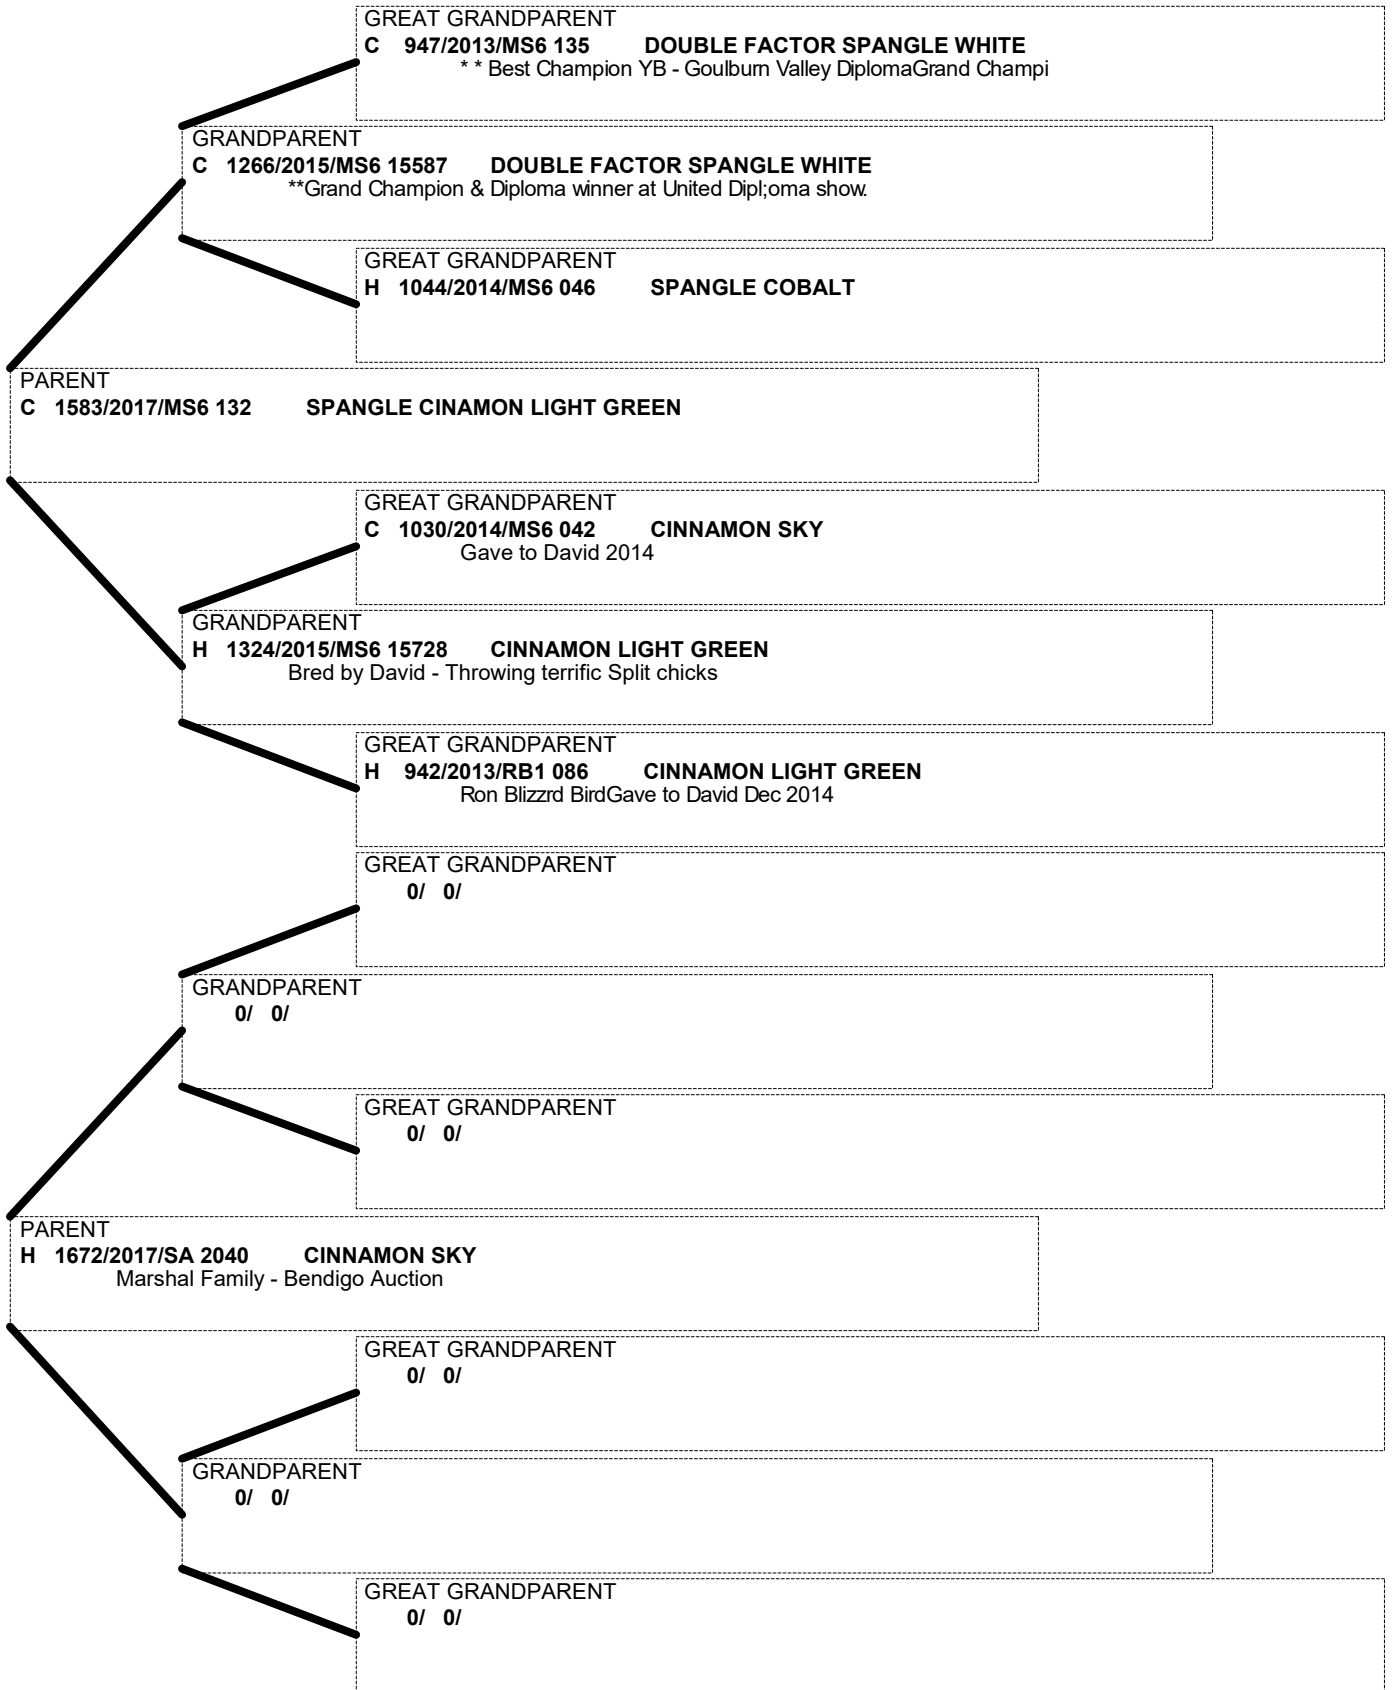 GREAT GRANDPARENT
C 947/2013/MS6 135 DOUBLE FACTOR SPANGLE WHITE
* * Best Champion YB - Goulburn Valley DiplomaGrand Champi
GRANDPARENT
C 1266/2015/MS6 15587 DOUBLE FACTOR SPANGLE WHITE
**Grand Champion & Diploma winner at United Dipl;oma show.
GREAT GRANDPARENT
H 1044/2014/MS6 046 SPANGLE COBALT
PARENT
C 1583/2017/MS6 132 SPANGLE CINAMON LIGHT GREEN
GREAT GRANDPARENT
C 1030/2014/MS6 042 CINNAMON SKY
Gave to David 2014
GRANDPARENT
H 1324/2015/MS6 15728 CINNAMON LIGHT GREEN
Bred by David - Throwing terrific Split chicks
GREAT GRANDPARENT
H 942/2013/RB1 086 CINNAMON LIGHT GREEN
Ron Blizzrd BirdGave to David Dec 2014
GREAT GRANDPARENT
0/ 0/
GRANDPARENT
0/ 0/
GREAT GRANDPARENT
0/ 0/
PARENT
H 1672/2017/SA 2040 CINNAMON SKY
Marshal Family - Bendigo Auction
GREAT GRANDPARENT
0/ 0/
GRANDPARENT
0/ 0/
GREAT GRANDPARENT
0/ 0/